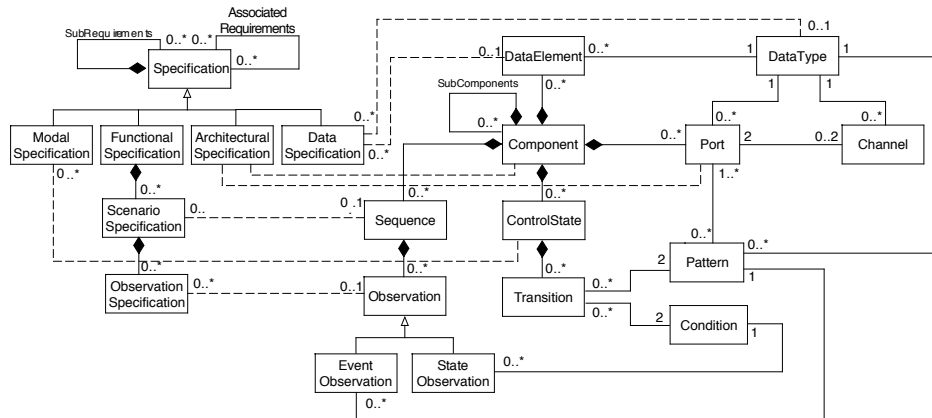 Associated
Requirements
SubRequirements
0..* 0..*
0..*
Specification
0..1
0..1
DataElement
0..*
1
DataType
1
0..*
1
1
SubComponents
0..*
0..*
0..*
0..*
Modal
Specification
Functional
Specification
Architectural
Specification
Data
Specification
0..*
Component
0..*
Port
2
0..2
Channel
0..*
1..*
0..*
0..*
0..*
Scenario
Specification
0..
0..1
Sequence
ControlState
0..*
0..*
0..*
0..*
0..*
2
Pattern
1
Observation
Specification
0..*
0..1
Observation
Transition
0..*
0..*
2
Condition
1
Event
Observation
State
Observation
0..*
0..*